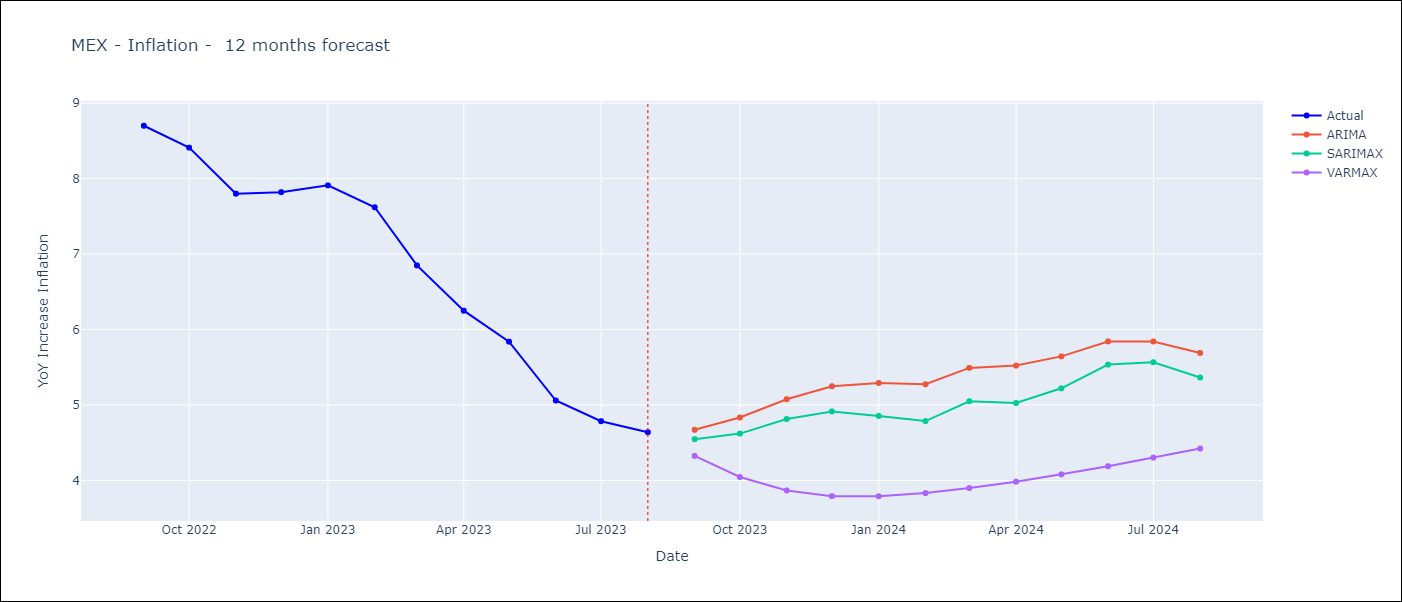 MEX - Inflation -  12 months forecast
Actual
ARIMA
SARIMAX
VARMAX
YoY Increase Inflation
9
8
7
6
5
4
Oct 2022
Jan 2023
Apr 2023
Jul 2023
Oct 2023
Jan 2024
Apr 2024
Jul 2024
Date